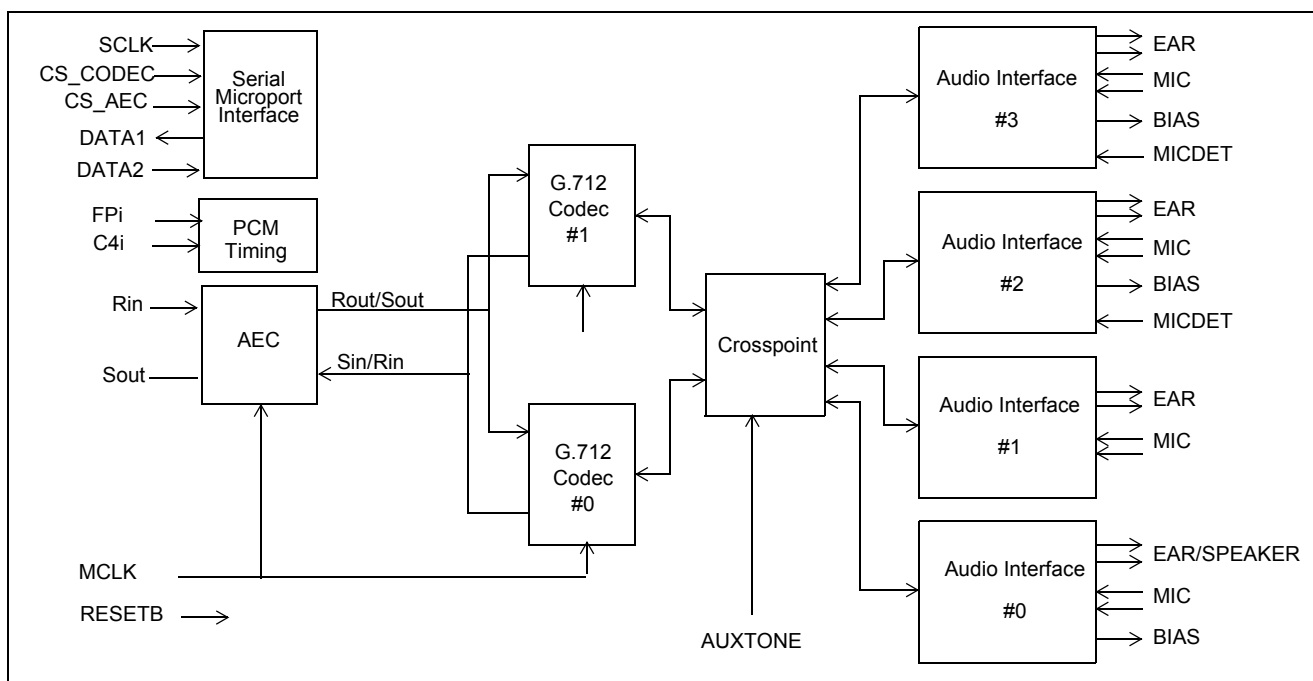 SCLK
CS_CODEC
CS_AEC
DATA1
DATA2
Serial
Microport
Interface
FPi
C4i
PCM
Timing
Rin
Sout
AEC
Rout/Sout
Sin/Rin
MCLK
RESETB
G.712
Codec
#1
G.712
Codec
#0
Crosspoint
AUXTONE
Audio Interface
#3
EAR
MIC
BIAS
MICDET
Audio Interface
#2
EAR
MIC
BIAS
MICDET
Audio Interface
#1
EAR
MIC
Audio Interface
#0
EAR/SPEAKER
MIC
BIAS